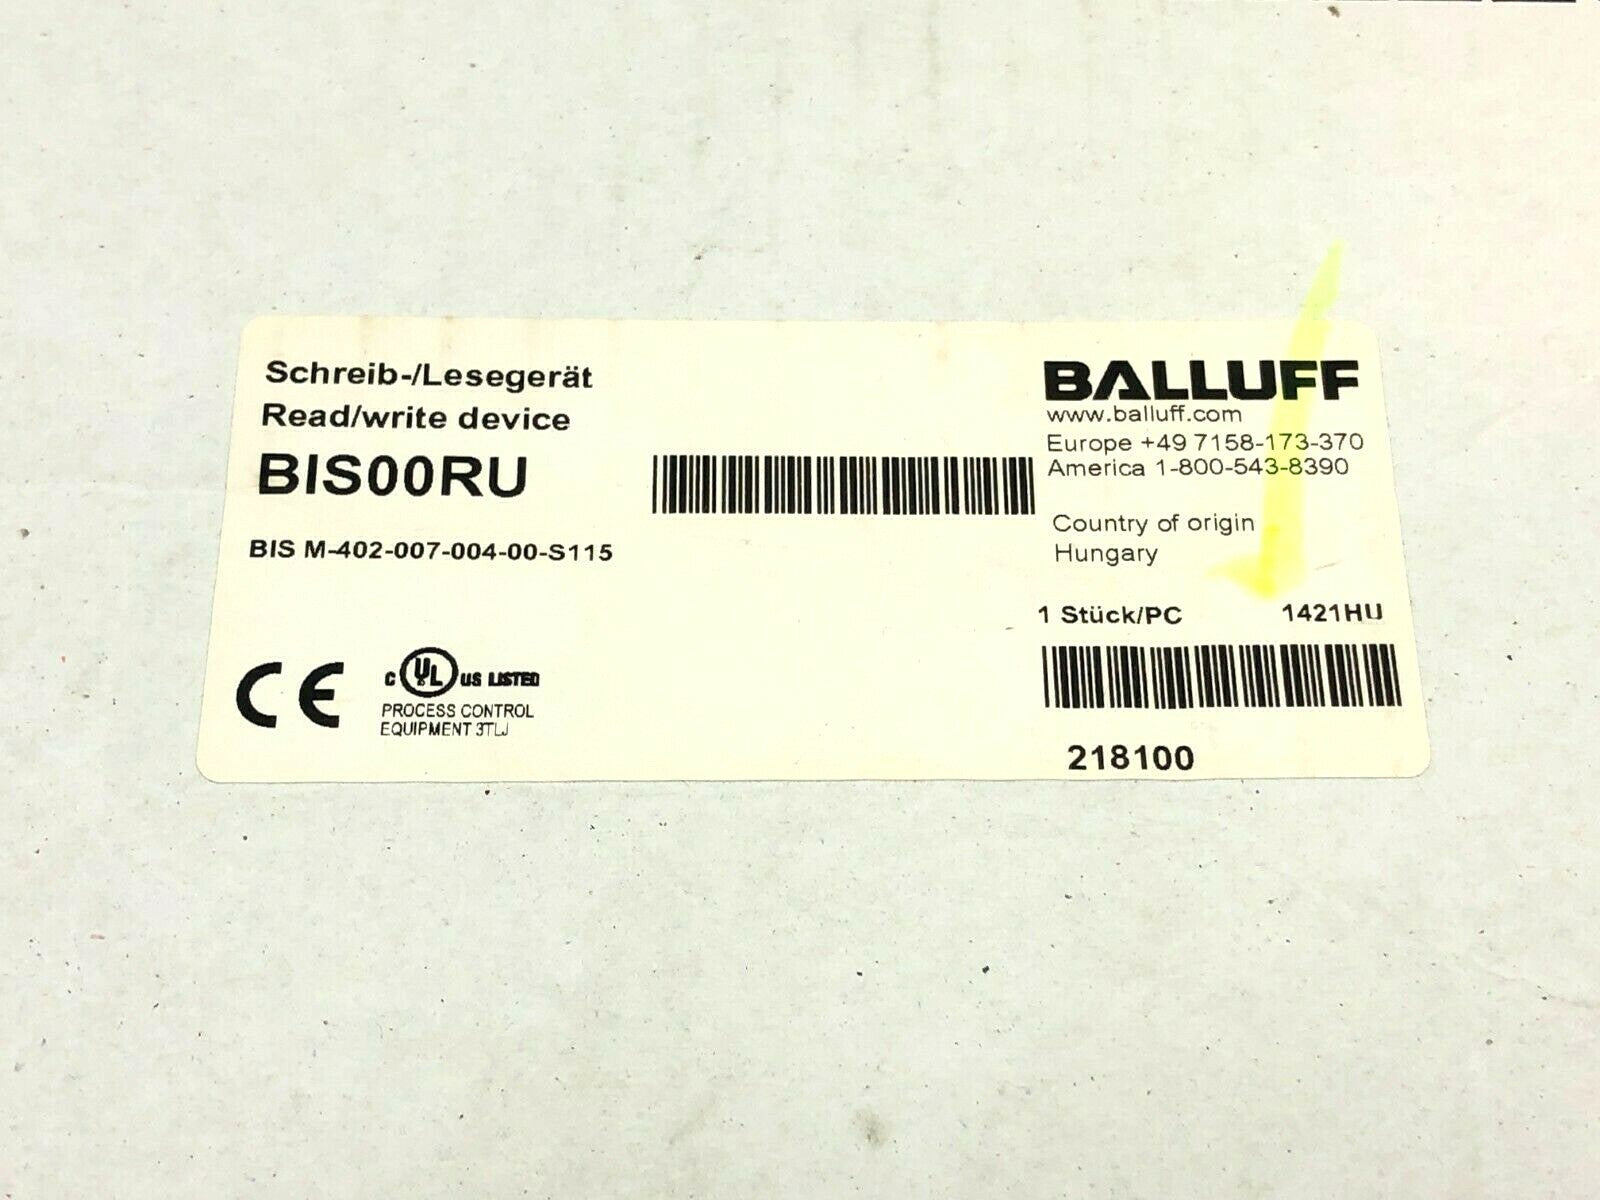 Schreib-/Lesegerät
Read/write device
BIS00RU
BIS M-402-007-004-00-S115
CE
c UL US LISTED
PROCESS CONTROL
EQUIPMENT 3TLJ
BALLUFF
www.balluff.com
Europe +49 7158-173-370
America 1-800-543-8390
Country of origin
Hungary
1 Stück/PC 1421HU
218100